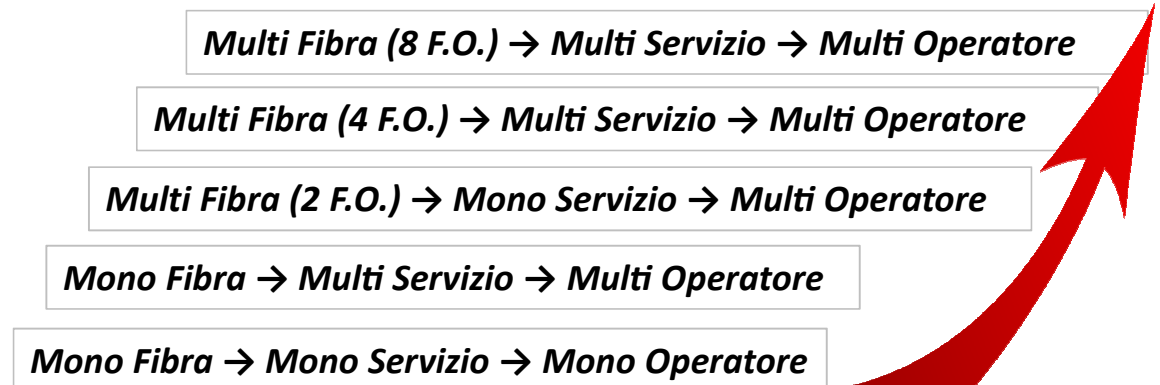 Multi Fibra (8 F.O.) → Multi Servizio → Multi Operatore
Multi Fibra (4 F.O.) → Multi Servizio → Multi Operatore
Multi Fibra (2 F.O.) → Mono Servizio → Multi Operatore
Mono Fibra → Multi Servizio → Multi Operatore
Mono Fibra → Mono Servizio → Mono Operatore